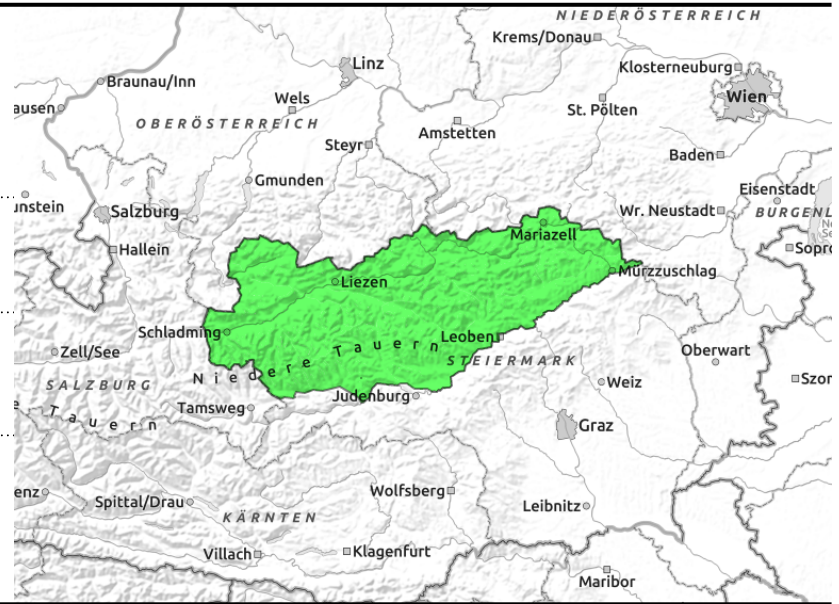 NIEDERÖSTERREICH
Krems/Donau
Linz
Klosterneuburg
Braunau/Inn
Wien
Wels
St. Pölten
OBERÖSTERREICH
Amstetten
Steyr
Baden
Gmunden
Eisenstadt
Salzburg
Wr. Neustadt
BURGENL
Mariazell
Hallein
Sopro
Mürzzuschlag
Liezen
Schladming
Leoben
Niedere Tauern
STEIERMARK
Zell/See
Oberwart
SALZBURG
Weiz
Szor
Judenburg
Tamsweg
Tauern
Graz
Wolfsberg
Spittal/Drau
Leibnitz
KÄRNTEN
Villach
Klagenfurt
Maribor